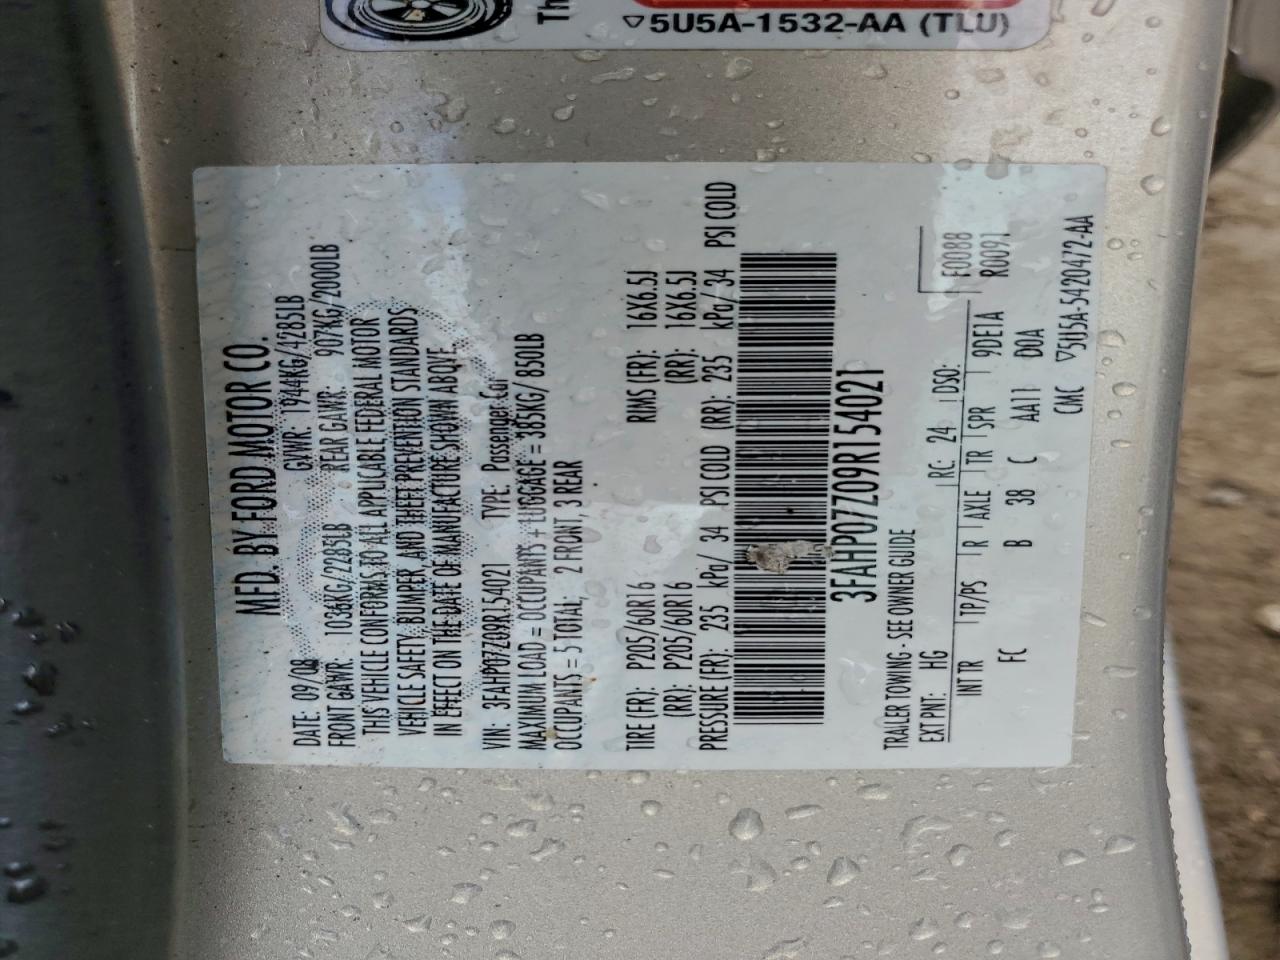 5U5A-1532-AA (TLU)
MFD. BY FORD MOTOR CO.
DATE: 09/08 GVWR: 1944KG/4285LB
FRONT GAWR: 1036KG/2285LB REAR GAWR: 907KG/2000LB
THIS VEHICLE CONFORMS TO ALL APPLICABLE FEDERAL MOTOR
VEHICLE SAFETY, BUMPER, AND THEFT PREVENTION STANDARDS
IN EFFECT ON THE DATE OF MANUFACTURE SHOWN ABOVE.
VIN: 3FAHP07Z09R154021 TYPE: Passenger Car
MAXIMUM LOAD = OCCUPANTS + LUGGAGE = 385KG/ 850LB
OCCUPANTS = 5 TOTAL; 2 FRONT, 3 REAR
TIRE (FR): P205/60R16 RIMS (FR): 16X6.5J
(RR): P205/60R16 (RR): 16X6.5J
PRESSURE (FR): 235 kPa/ 34 PSI COLD (RR): 235 kPa/ 34 PSI COLD
3FAHP07Z09R154021
TRAILER TOWING - SEE OWNER GUIDE
EXT PNT: HG RC: 24 DSO: F0088
INT TR TP/PS R AXLE TR SPR 9DE1A R0091
FC B 38 C AA11 D0A
CMC ▽5U5A-5420472-AA